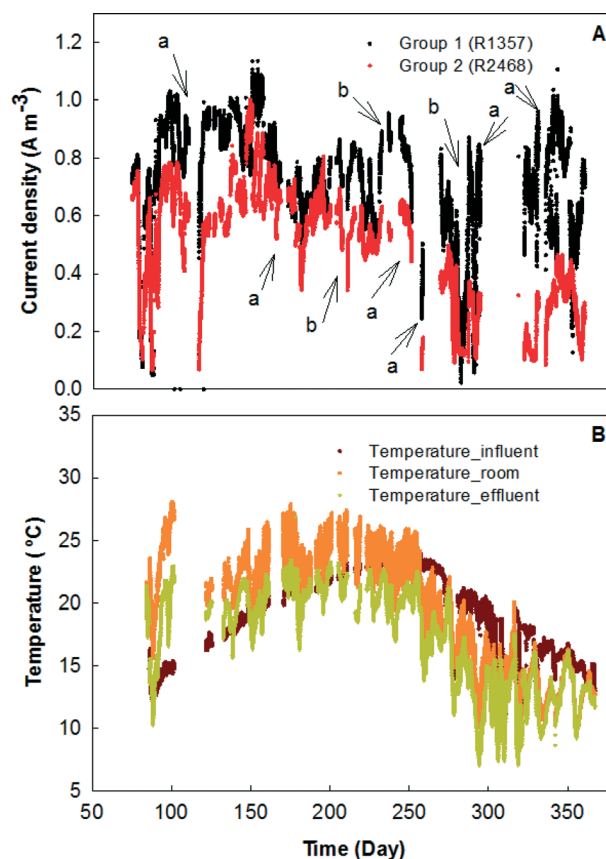 A
Group 1 (R1357)
Group 2 (R2468)
Current density (A m⁻³)
1.2
1.0
0.8
0.6
0.4
0.2
0.0
a
b
b
a
a
a
b
a
a
B
Temperature_influent
Temperature_room
Temperature_effluent
Temperature ( ºC)
35
30
25
20
15
10
5
50 100 150 200 250 300 350
Time (Day)